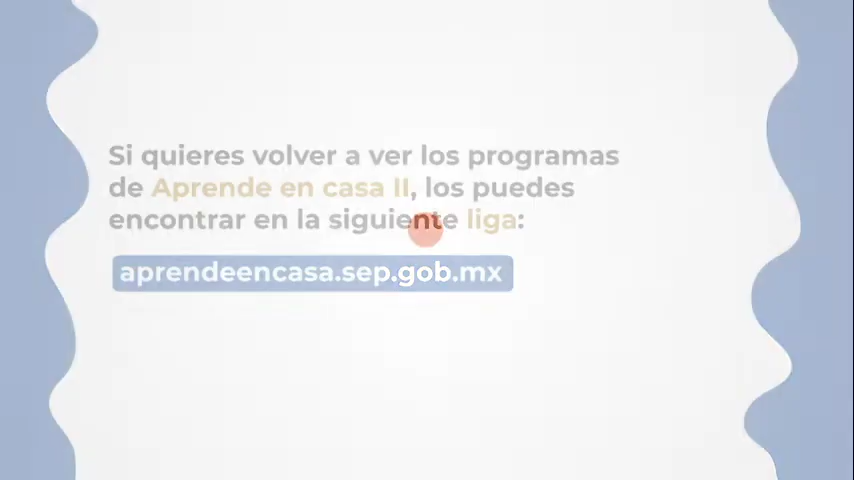 Si quieres volver a ver los programas
de Aprende en casa II, los puedes
encontrar en la siguiente liga:
aprendeencasa.sep.gob.mx